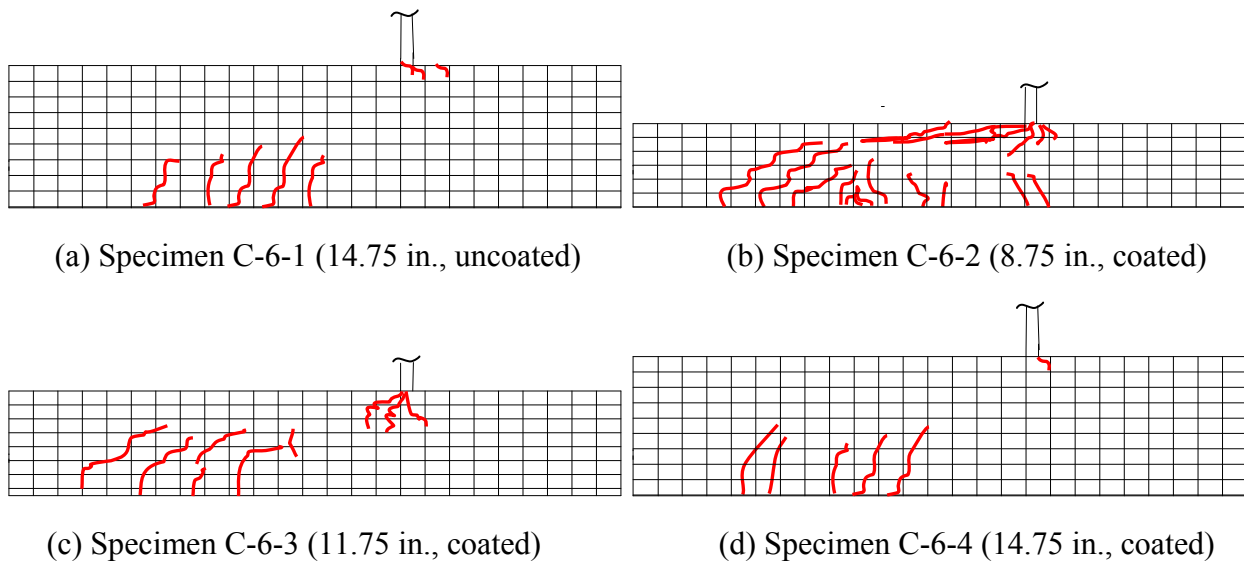 (a) Specimen C-6-1 (14.75 in., uncoated)
(b) Specimen C-6-2 (8.75 in., coated)
(c) Specimen C-6-3 (11.75 in., coated)
(d) Specimen C-6-4 (14.75 in., coated)